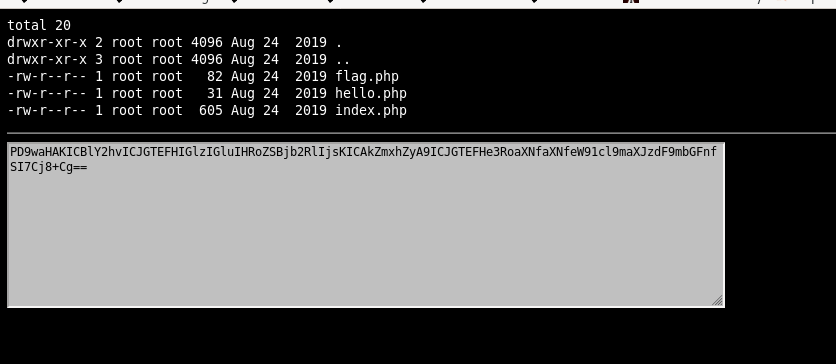 total 20
drwxr-xr-x 2 root root 4096 Aug 24  2019 .
drwxr-xr-x 3 root root 4096 Aug 24  2019 ..
-rw-r--r-- 1 root root   82 Aug 24  2019 flag.php
-rw-r--r-- 1 root root   31 Aug 24  2019 hello.php
-rw-r--r-- 1 root root  605 Aug 24  2019 index.php
PD9waHAKICBlY2hvICJGTEFHIGlzIGluIHRoZSBjb2RlIjsKICAkZmxhZyA9ICJGTEFHe3RoaXNfaXNfeW91cl9maXJzdF9mbGFnf
SI7Cj8+Cg==